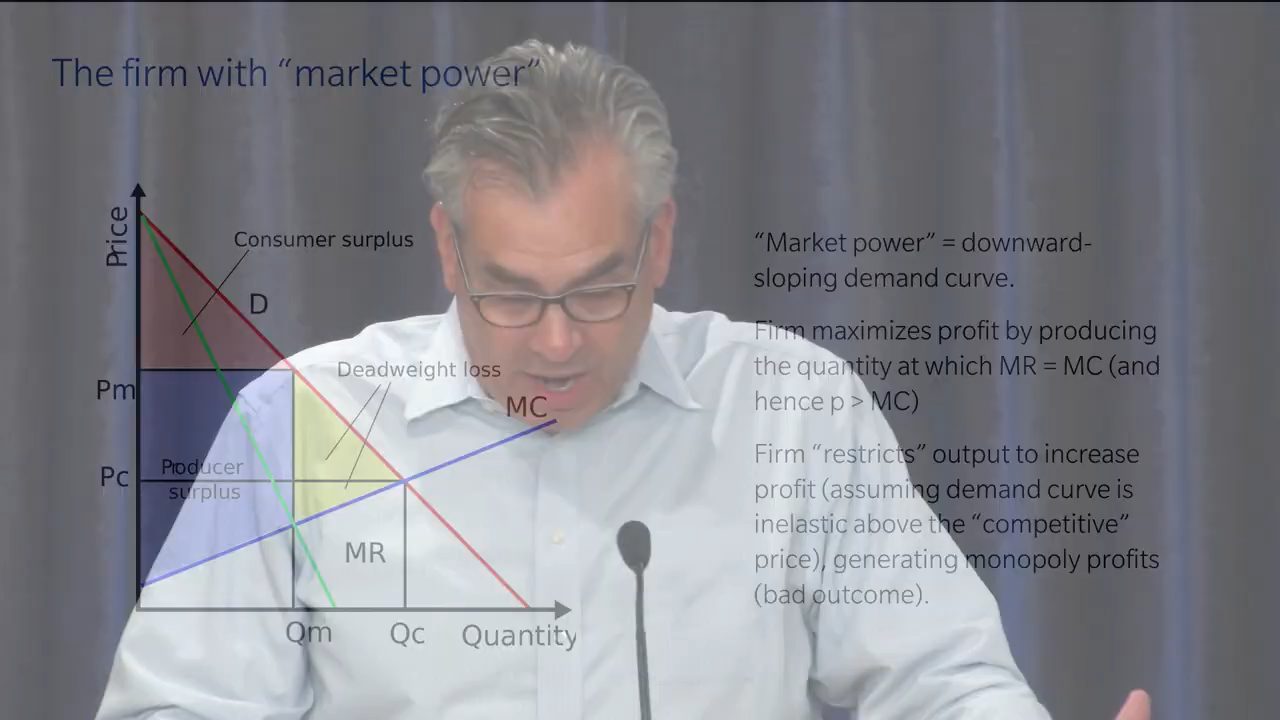 The firm with “market power”
Price
Consumer surplus
D
Deadweight loss
Pm
MC
Pc
Producer
surplus
MR
Qm
Qc
Quantity
“Market power” = downward-
sloping demand curve.
Firm maximizes profit by producing
the quantity at which MR = MC (and
hence p > MC)
Firm “restricts” output to increase
profit (assuming demand curve is
inelastic above the “competitive”
price), generating monopoly profits
(bad outcome).